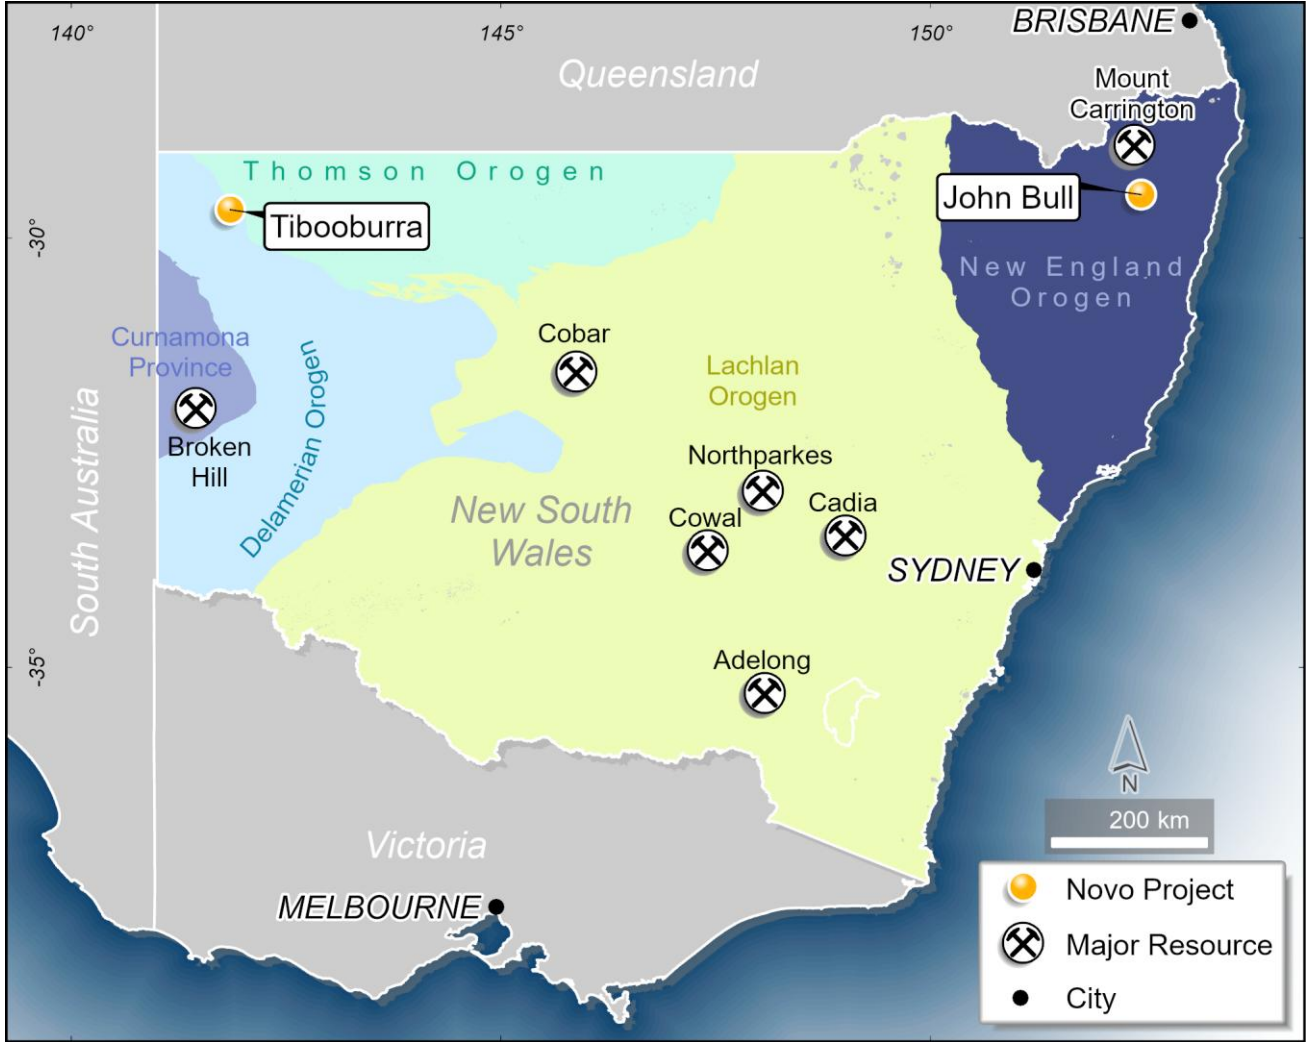 140°
145°
150°
BRISBANE
Queensland
Mount
Carrington
Thomson Orogen
John Bull
Tibooburra
-30°
New England
Orogen
Curnamona
Province
Cobar
Lachlan
Orogen
Delamerian Orogen
South Australia
Broken
Hill
Northparkes
New South
Wales
Cowal
Cadia
SYDNEY
-35°
Adelong
N
200 km
Victoria
MELBOURNE
Novo Project
Major Resource
City